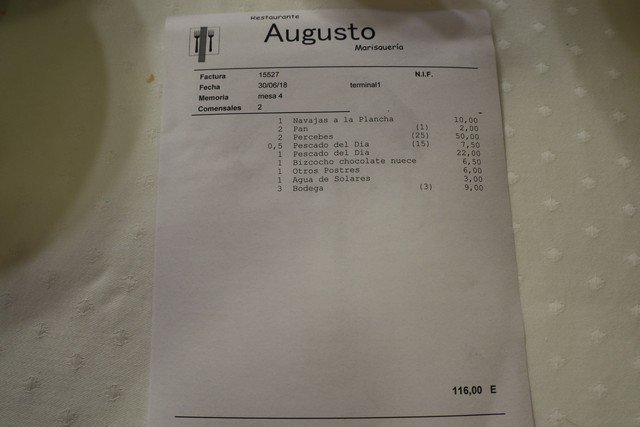 Restaurante
Augusto
Marisquería
Factura 15527 N.I.F.
Fecha 30/06/18 terminal1
Memoria mesa 4
Comensales 2
1 Navajas a la Plancha 10,00
2 Pan (1) 2,00
2 Percebes (25) 50,00
0,5 Pescado del Dia (15) 7,50
1 Pescado del Dia 22,00
1 Bizcocho chocolate nuece 6,50
1 Otros Postres 6,00
1 Agua de Solares 3,00
3 Bodega (3) 9,00
116,00 E